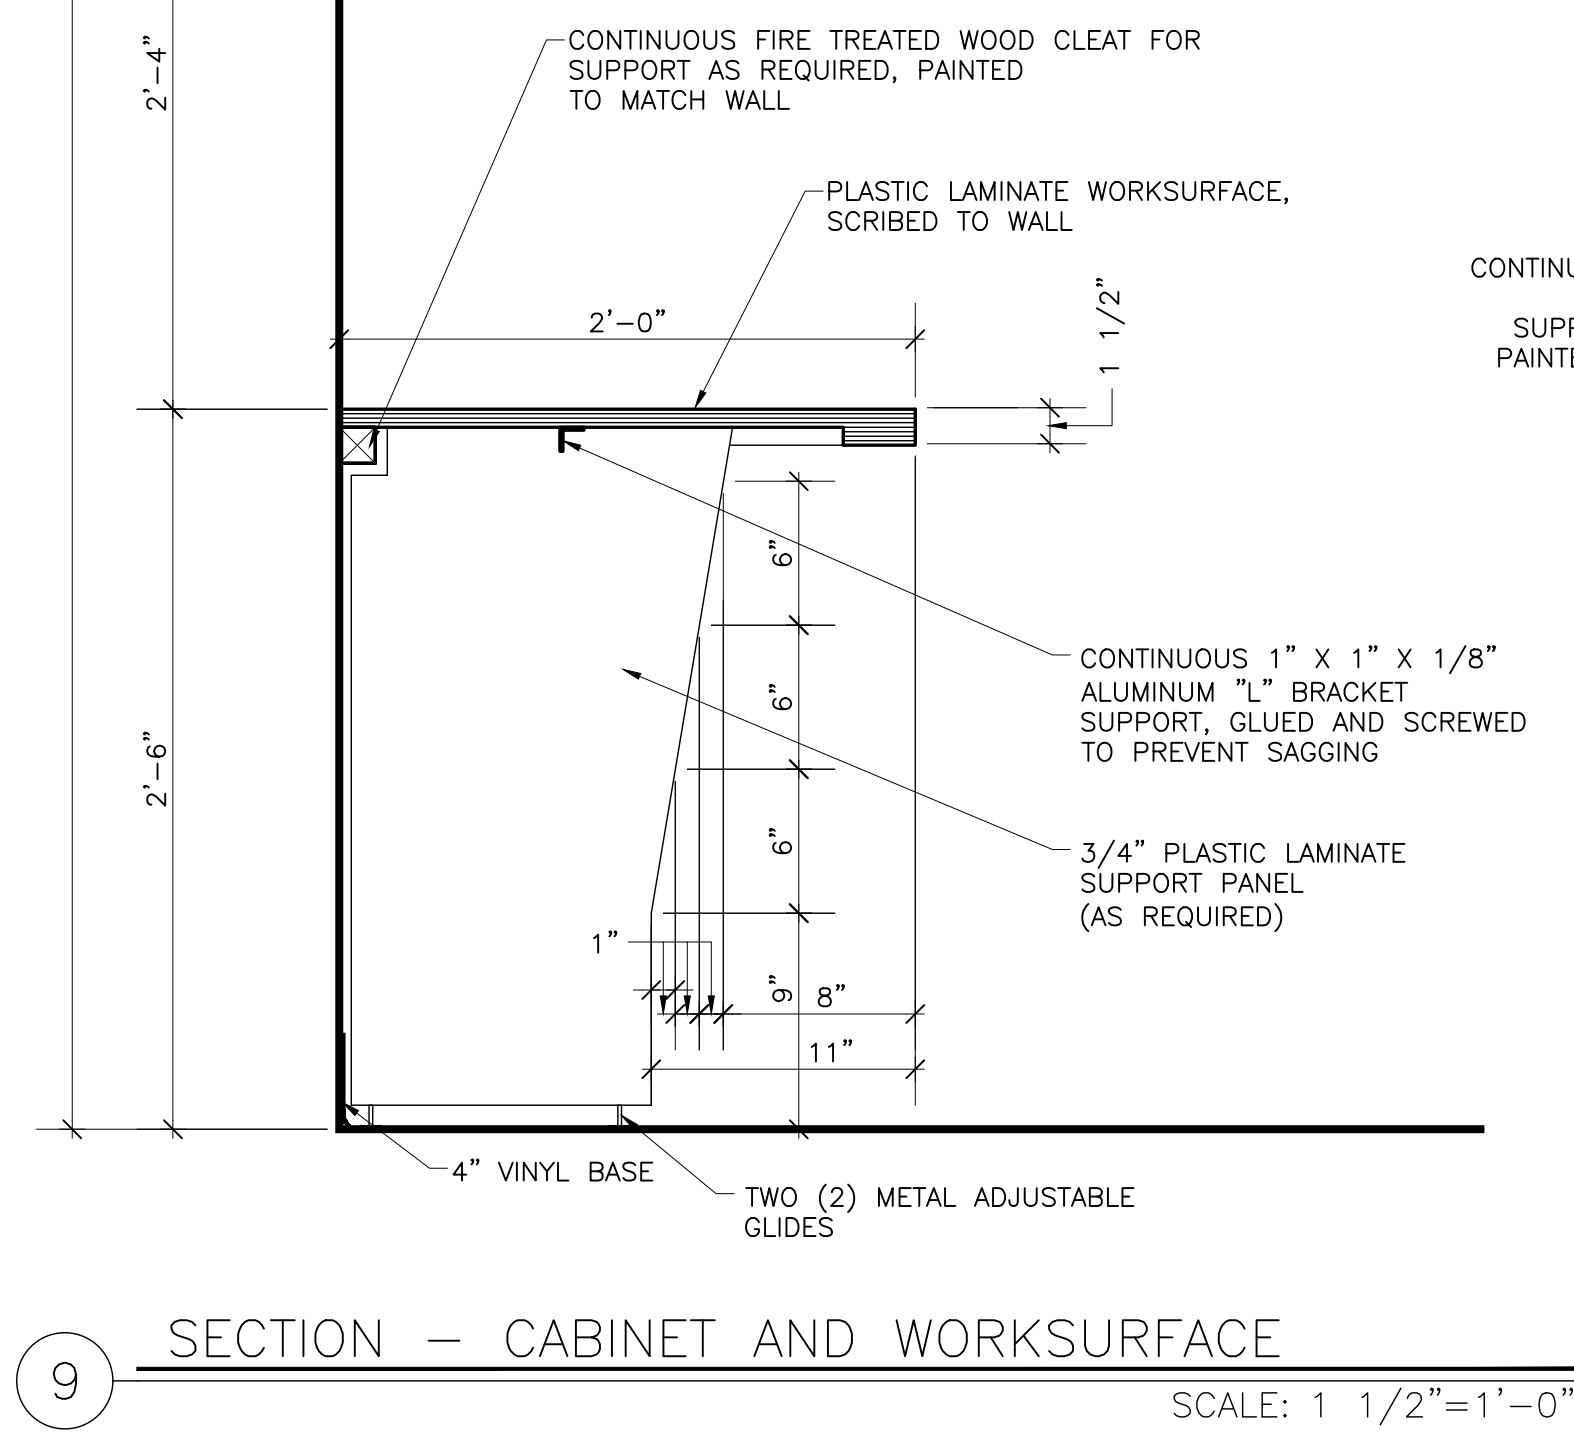 2'-4"
CONTINUOUS FIRE TREATED WOOD CLEAT FOR
SUPPORT AS REQUIRED, PAINTED
TO MATCH WALL
PLASTIC LAMINATE WORKSURFACE,
SCRIBED TO WALL
2'-0"
1 1/2"
SUPP
6"
6"
6"
9"
2'-6"
CONTINUOUS 1" X 1" X 1/8"
ALUMINUM "L" BRACKET
SUPPORT, GLUED AND SCREWED
TO PREVENT SAGGING
3/4" PLASTIC LAMINATE
SUPPORT PANEL
(AS REQUIRED)
1"
8"
11"
4" VINYL BASE
TWO (2) METAL ADJUSTABLE
GLIDES
9
SECTION - CABINET AND WORKSURFACE
SCALE: 1 1/2"=1'-0"